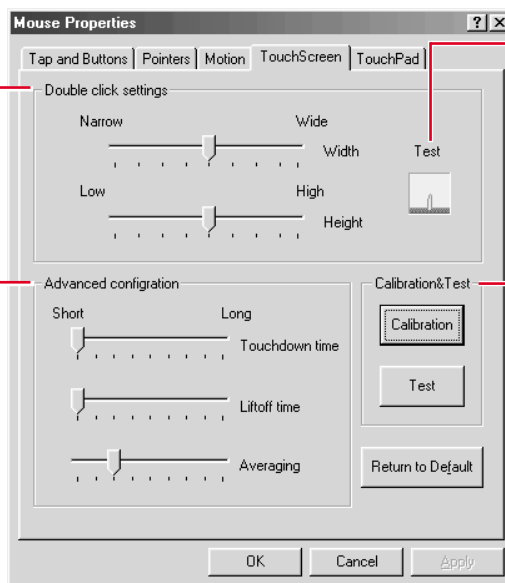 Mouse Properties
Tap and Buttons Pointers Motion TouchScreen TouchPad
Double click settings
Narrow Wide
Width
Test
Low High
Height
Advanced configration
Short Long
Touchdown time
Liftoff time
Averaging
Calibration&Test
Calibration
Test
Return to Default
OK Cancel Apply